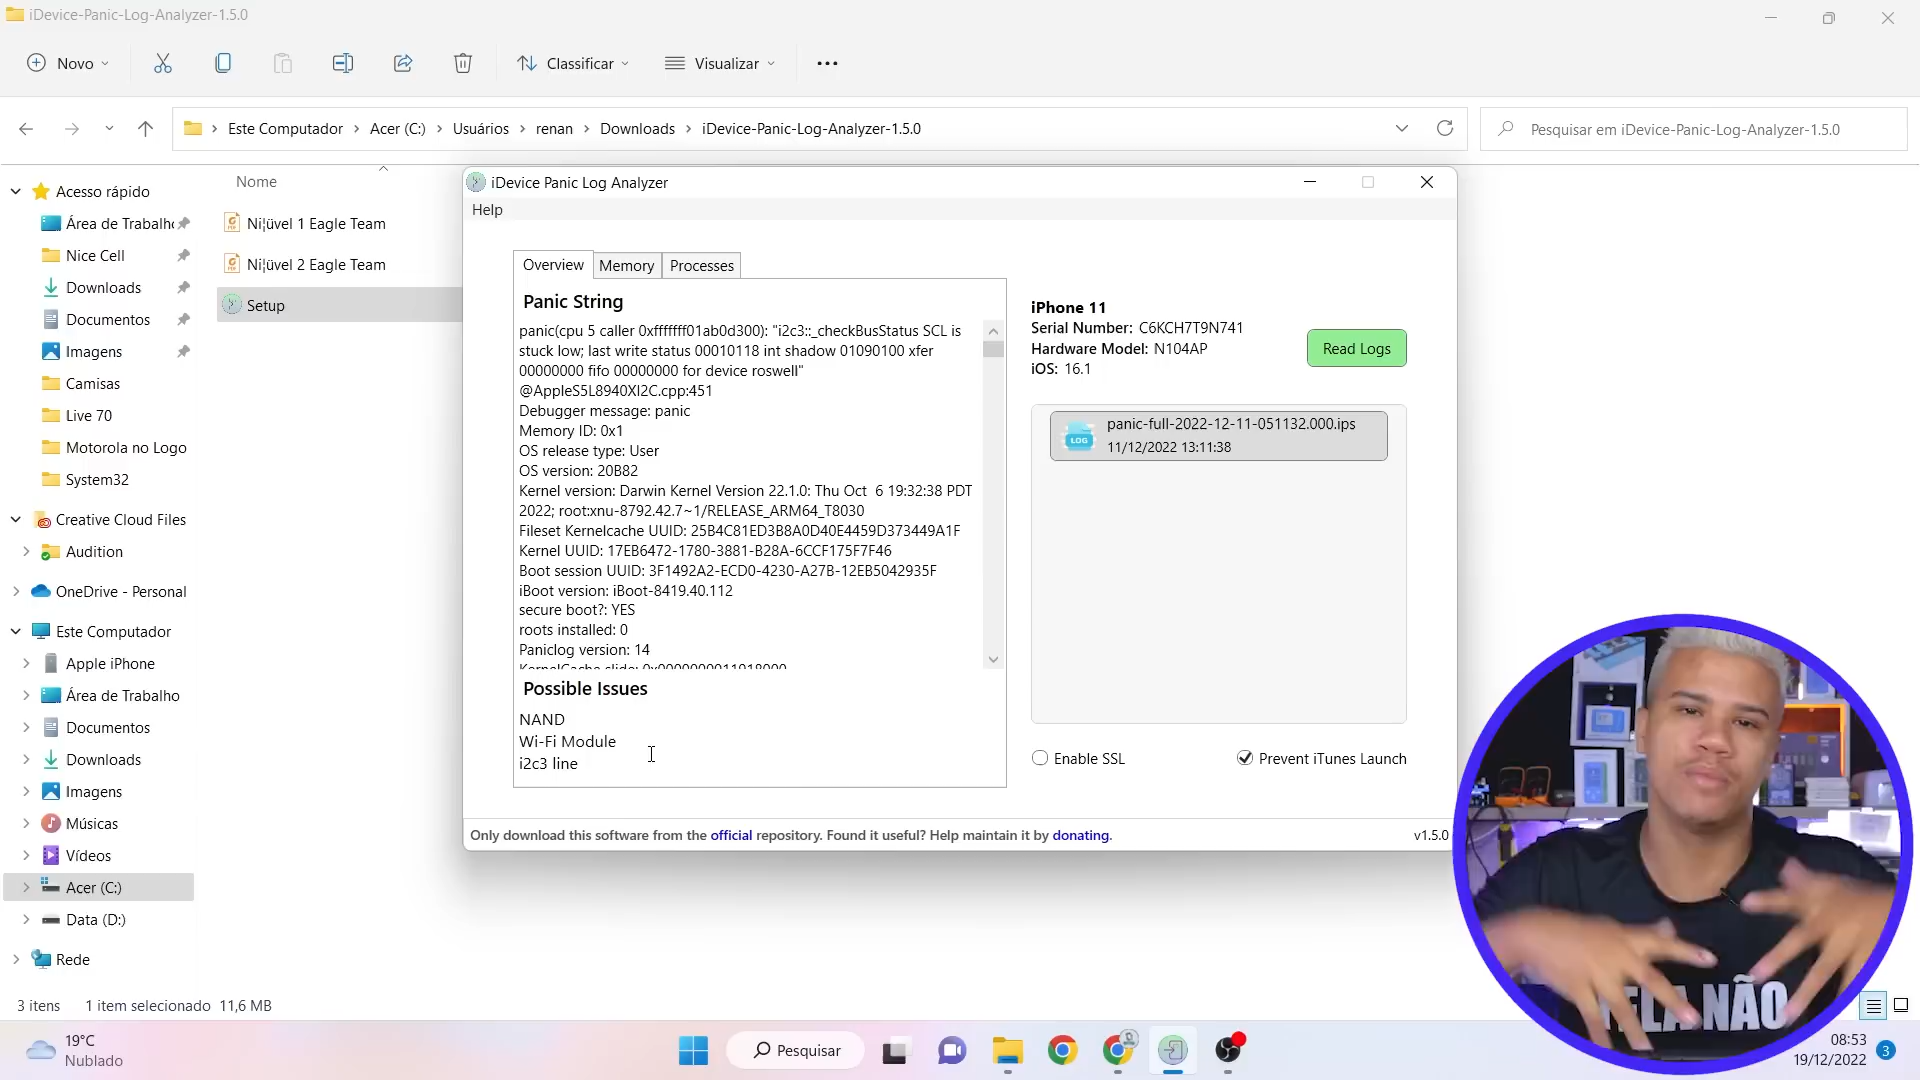 iDevice-Panic-Log-Analyzer-1.5.0
Novo
Classificar
Visualizar
Este Computador
Acer (C:)
Usuários
renan
Downloads
iDevice-Panic-Log-Analyzer-1.5.0
Pesquisar em iDevice-Panic-Log-Analyzer-1.5.0
Acesso rápido
Área de Trabalho
Nice Cell
Downloads
Documentos
Imagens
Camisas
Live 70
Motorola no Logo
System32
Creative Cloud Files
Audition
OneDrive - Personal
Este Computador
Apple iPhone
Área de Trabalho
Documentos
Downloads
Imagens
Músicas
Vídeos
Acer (C:)
Data (D:)
Rede
Nome
Ni¦üvel 1 Eagle Team
Ni¦üvel 2 Eagle Team
Setup
iDevice Panic Log Analyzer
Help
Overview
Memory
Processes
Panic String
panic(cpu 5 caller 0xfffffff01ab0d300): "i2c3::_checkBusStatus SCL is
stuck low; last write status 00010118 int shadow 01090100 xfer
00000000 fifo 00000000 for device roswell"
@AppleS5L8940XI2C.cpp:451
Debugger message: panic
Memory ID: 0x1
OS release type: User
OS version: 20B82
Kernel version: Darwin Kernel Version 22.1.0: Thu Oct  6 19:32:38 PDT
2022; root:xnu-8792.42.7~1/RELEASE_ARM64_T8030
Fileset Kernelcache UUID: 25B4C81ED3B8A0D40E4459D373449A1F
Kernel UUID: 17EB6472-1780-3881-B28A-6CCF175F7F46
Boot session UUID: 3F1492A2-ECD0-4230-A27B-12EB5042935F
iBoot version: iBoot-8419.40.112
secure boot?: YES
roots installed: 0
Paniclog version: 14
KernelCache slide: 
Possible Issues
NAND
Wi-Fi Module
i2c3 line
iPhone 11
Serial Number: C6KCH7T9N741
Hardware Model: N104AP
iOS: 16.1
Read Logs
LOG
panic-full-2022-12-11-051132.000.ips
11/12/2022 13:11:38
Enable SSL
Prevent iTunes Launch
Only download this software from the official repository. Found it useful? Help maintain it by donating.
v1.5.0
TELA NÃO
3 itens
1 item selecionado
11,6 MB
19°C
Nublado
Pesquisar
08:53
19/12/2022
3